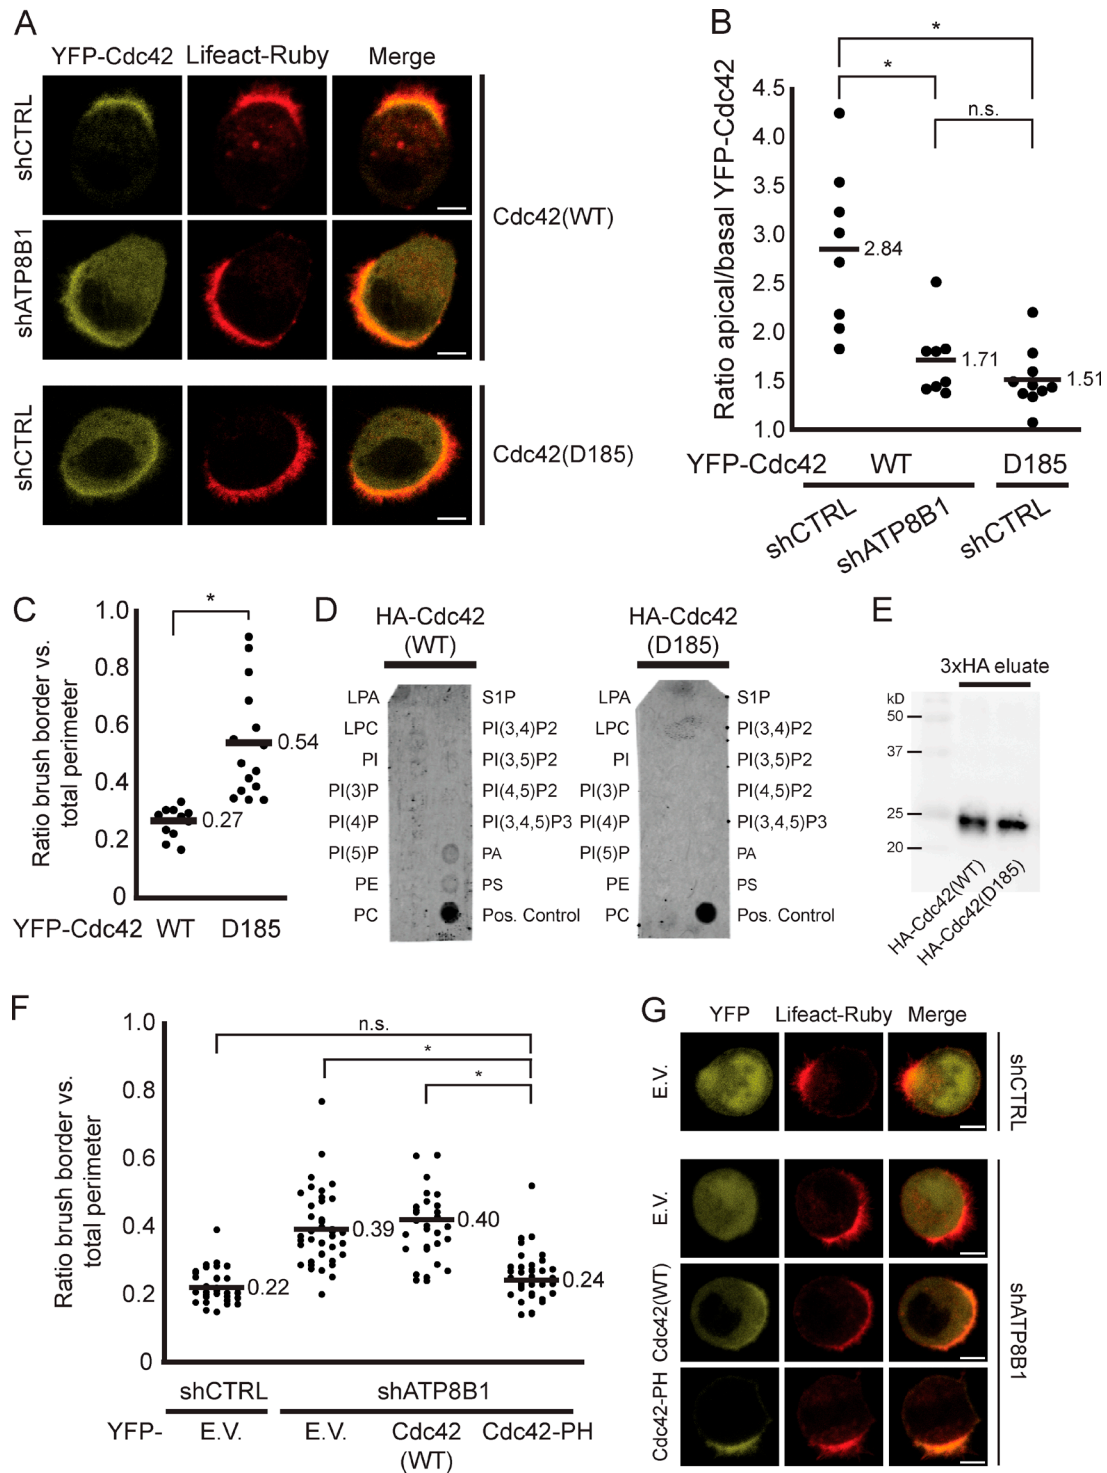 A
YFP-Cdc42 Lifeact-Ruby Merge
shCTRL
shATP8B1
shCTRL
Cdc42(WT)
Cdc42(D185)
B
Ratio apical/basal YFP-Cdc42
*
*
n.s.
4.5
4.0
3.5
3.0
2.5
2.0
1.5
1.0
2.84
1.71
1.51
YFP-Cdc42 WT D185
shCTRL
shATP8B1
shCTRL
C
Ratio brush border vs.
total perimeter
*
1.0
0.8
0.6
0.4
0.2
0
0.27
0.54
YFP-Cdc42 WT D185
D
HA-Cdc42
(WT)
LPA S1P
LPC PI(3,4)P2
PI PI(3,5)P2
PI(3)P PI(4,5)P2
PI(4)P PI(3,4,5)P3
PI(5)P PA
PE PS
PC Pos. Control
HA-Cdc42
(D185)
LPA S1P
LPC PI(3,4)P2
PI PI(3,5)P2
PI(3)P PI(4,5)P2
PI(4)P PI(3,4,5)P3
PI(5)P PA
PE PS
PC Pos. Control
E
3xHA eluate
kD
50
37
25
20
HA-Cdc42(WT)
HA-Cdc42(D185)
F
Ratio brush border vs.
total perimeter
n.s.
*
*
1.0
0.8
0.6
0.4
0.2
0
0.22
0.39
0.40
0.24
shCTRL shATP8B1
YFP- E.V. E.V. Cdc42 Cdc42-PH
(WT)
G
YFP Lifeact-Ruby Merge
E.V.
E.V.
Cdc42(WT)
Cdc42-PH
shCTRL
shATP8B1